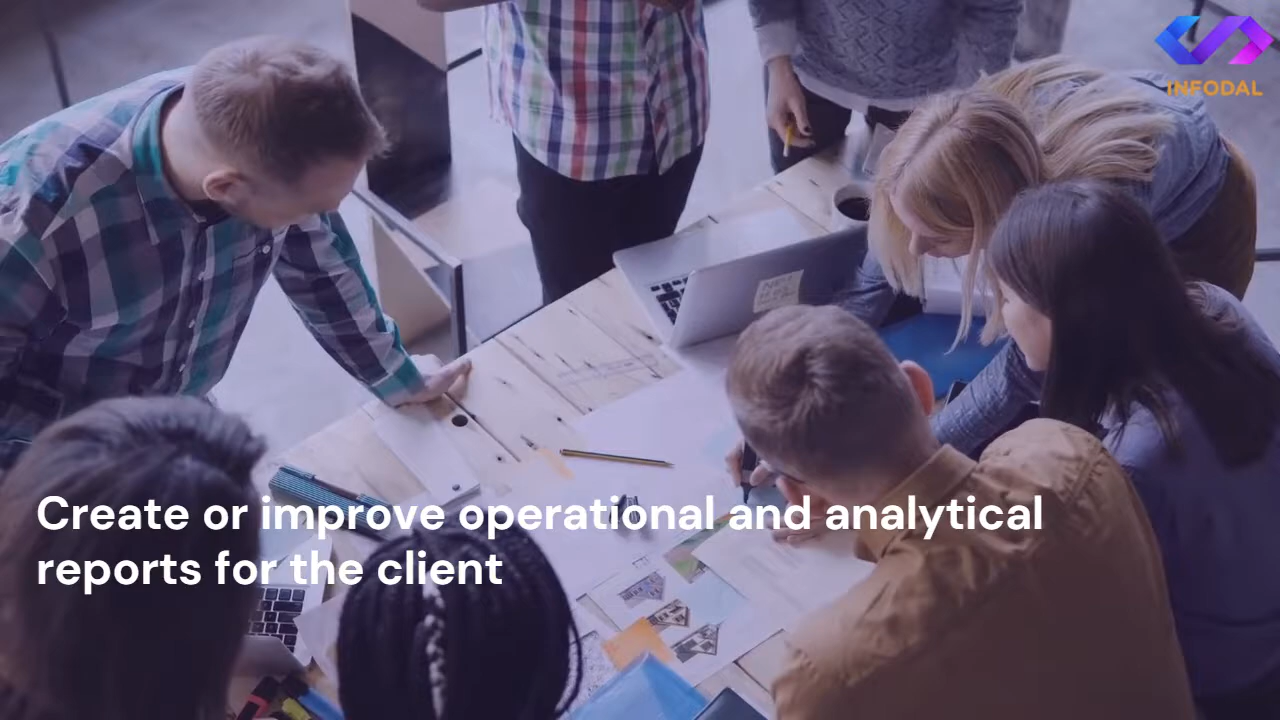 INFODAL
Create or improve operational and analytical
reports for the client